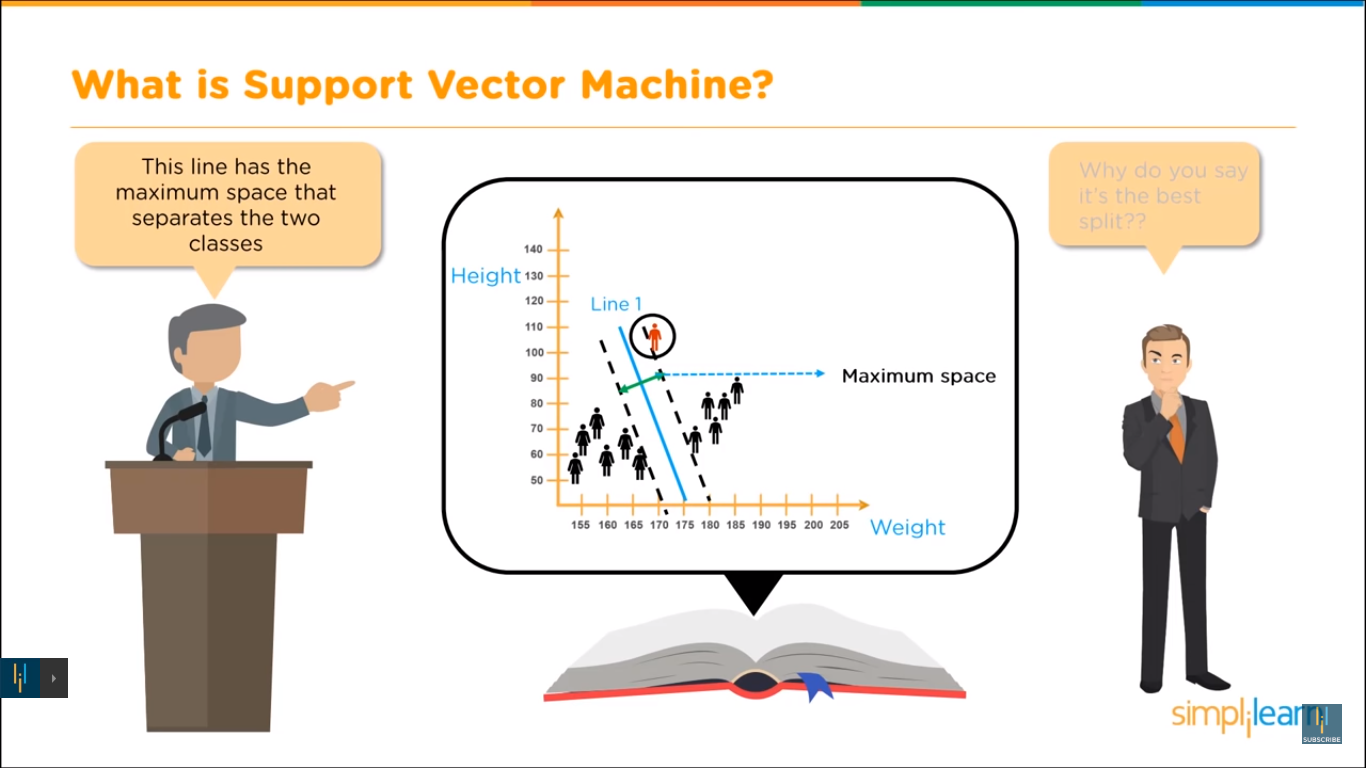 What is Support Vector Machine?
This line has the
maximum space that
separates the two
classes
Why do you say
it's the best
split??
Height
140
130
120
110
100
90
80
70
60
50
Line 1
Maximum space
155 160 165 170 175 180 185 190 195 200 205
Weight
simplilearn
SUBSCRIBE